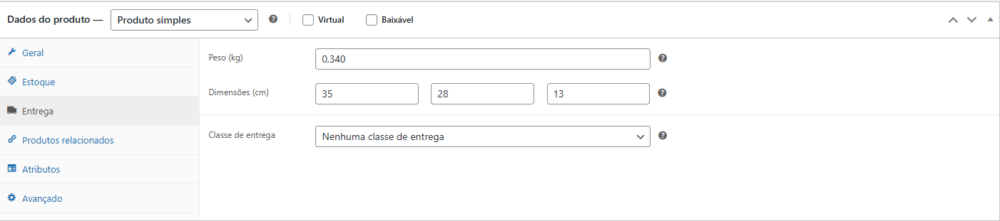 Dados do produto — Produto simples Virtual Baixável
Geral
Estoque
Entrega
Produtos relacionados
Atributos
Avançado
Peso (kg) 0,340
Dimensões (cm) 35 28 13
Classe de entrega Nenhuma classe de entrega